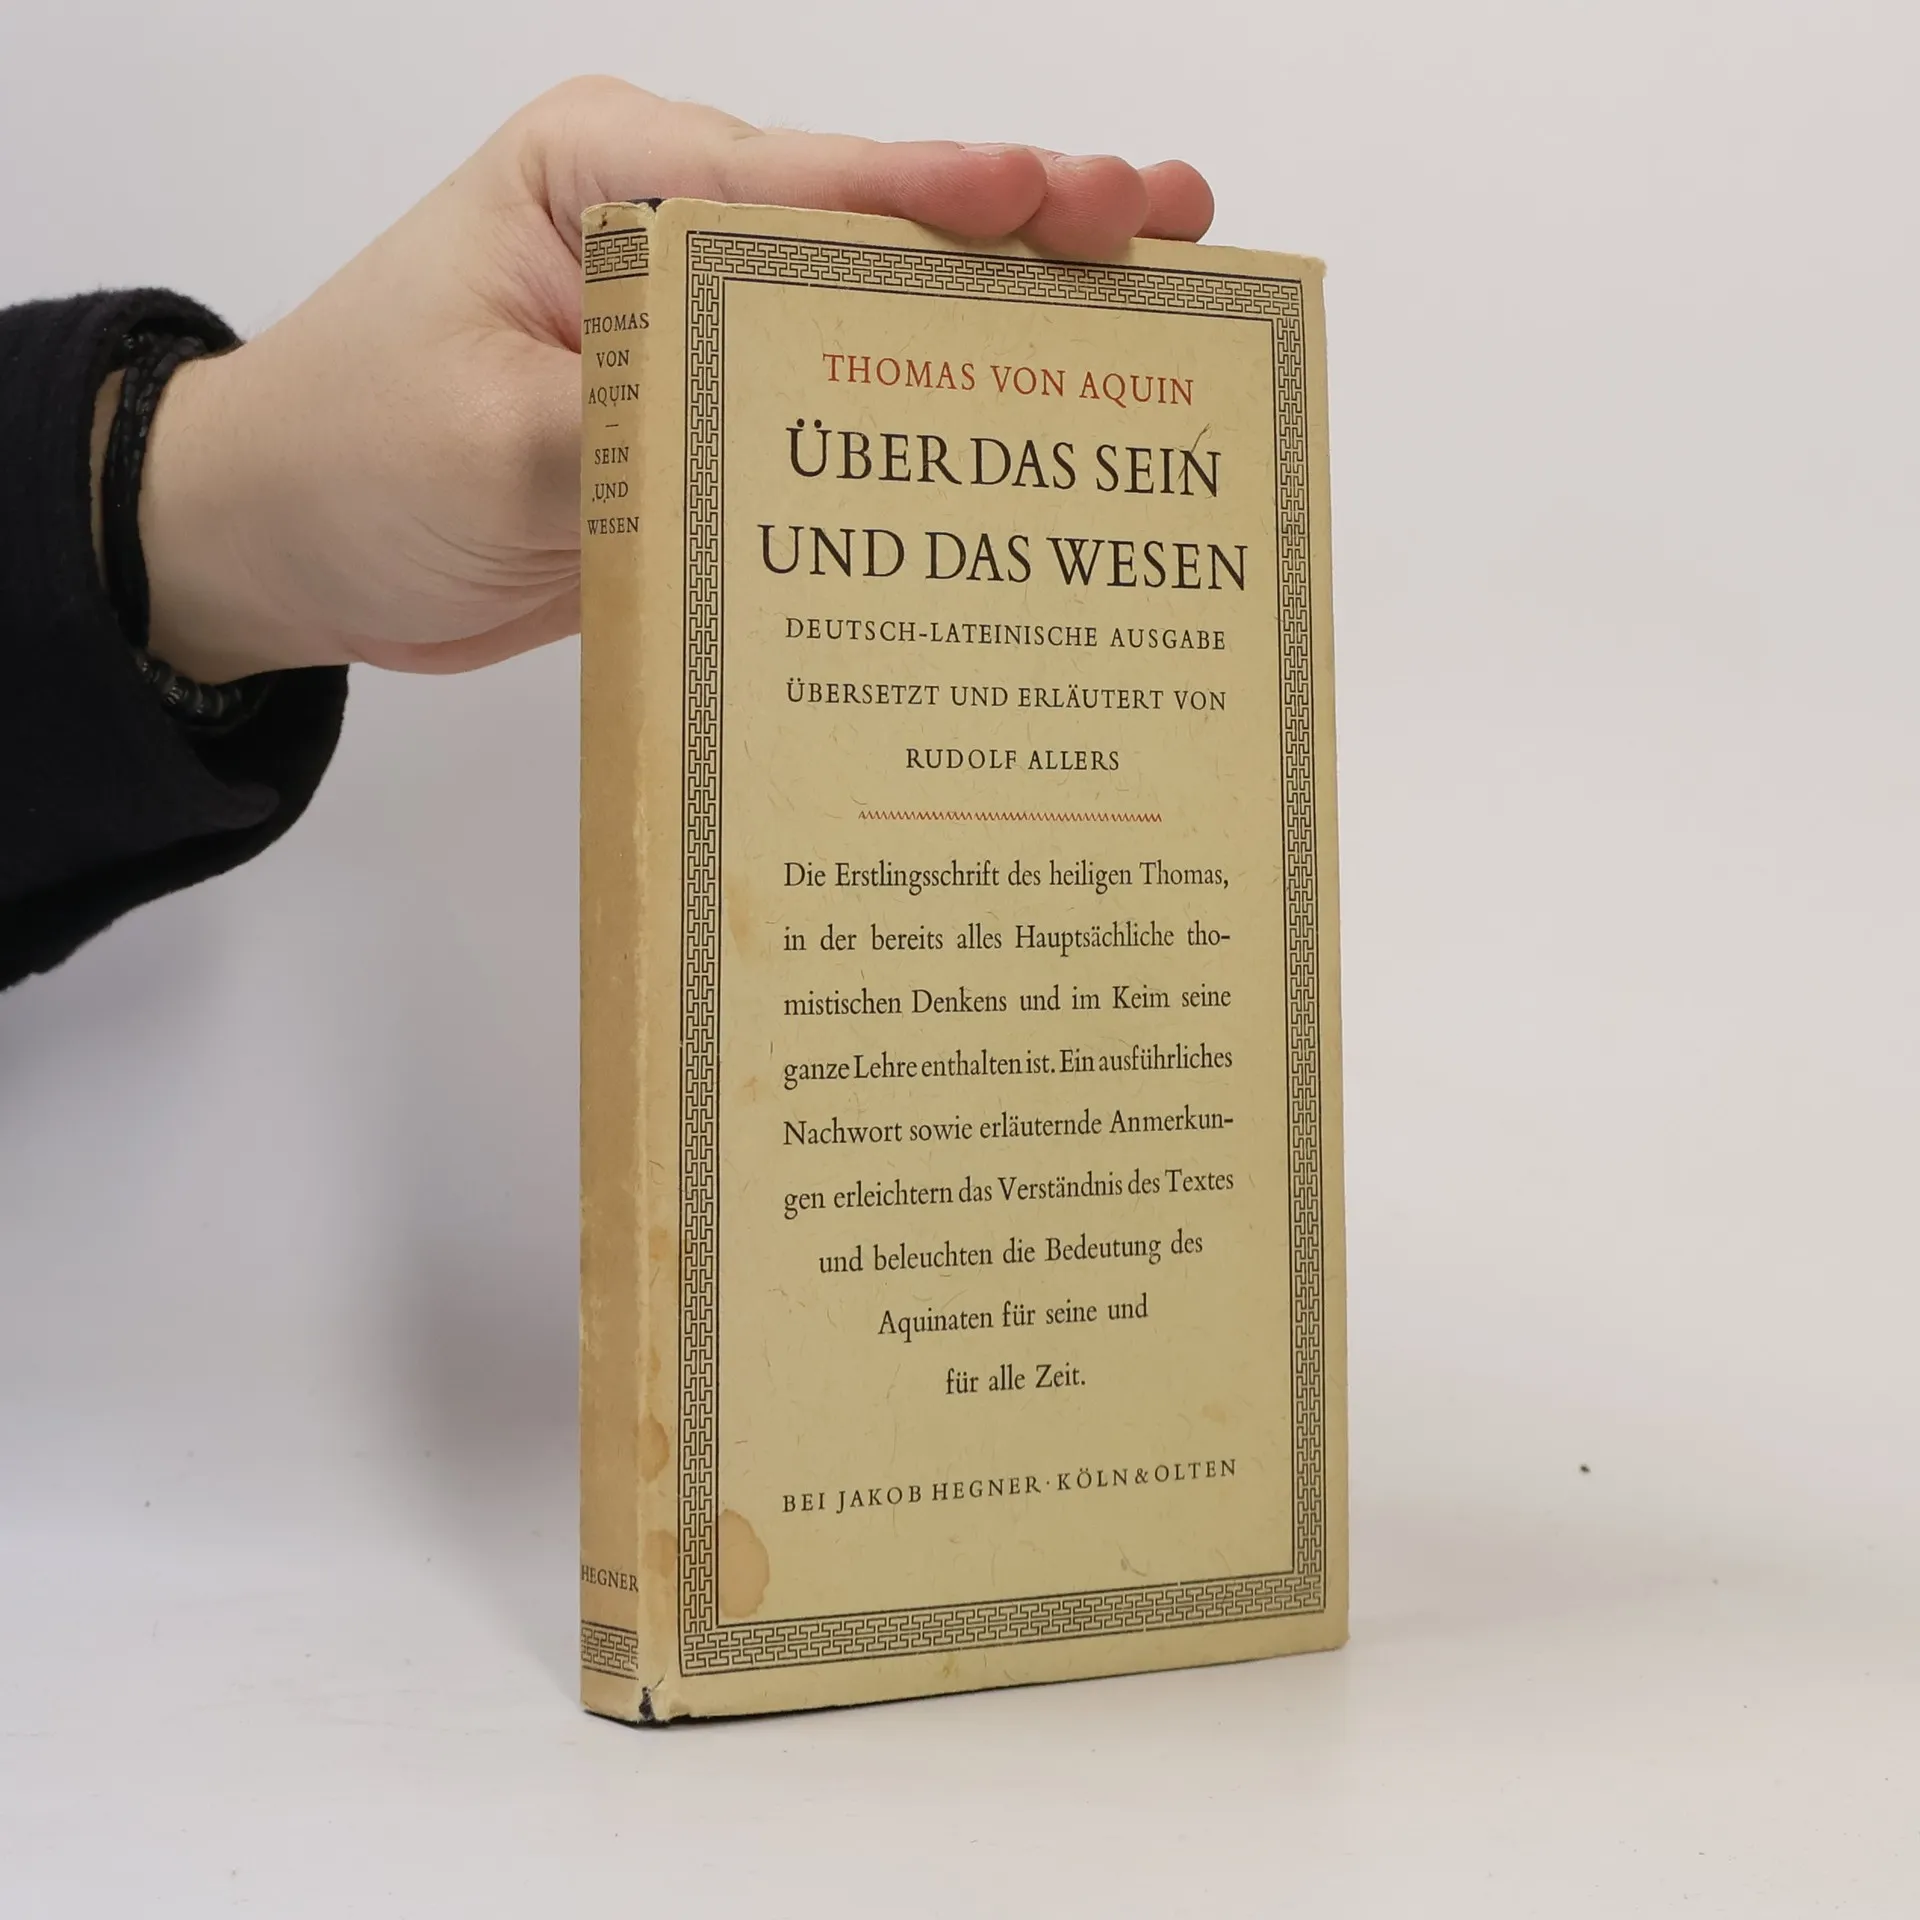 THOMAS
VON
AQUIN
—
SEIN
UND
WESEN
HEGNER
THOMAS VON AQUIN
ÜBER DAS SEIN
UND DAS WESEN
DEUTSCH-LATEINISCHE AUSGABE
ÜBERSETZT UND ERLÄUTERT VON
RUDOLF ALLERS
Die Erstlingsschrift des heiligen Thomas,
in der bereits alles Hauptsächliche tho-
mistischen Denkens und im Keim seine
ganze Lehre enthalten ist. Ein ausführliches
Nachwort sowie erläuternde Anmerkun-
gen erleichtern das Verständnis des Textes
und beleuchten die Bedeutung des
Aquinaten für seine und
für alle Zeit.
BEI JAKOB HEGNER · KÖLN & OLTEN